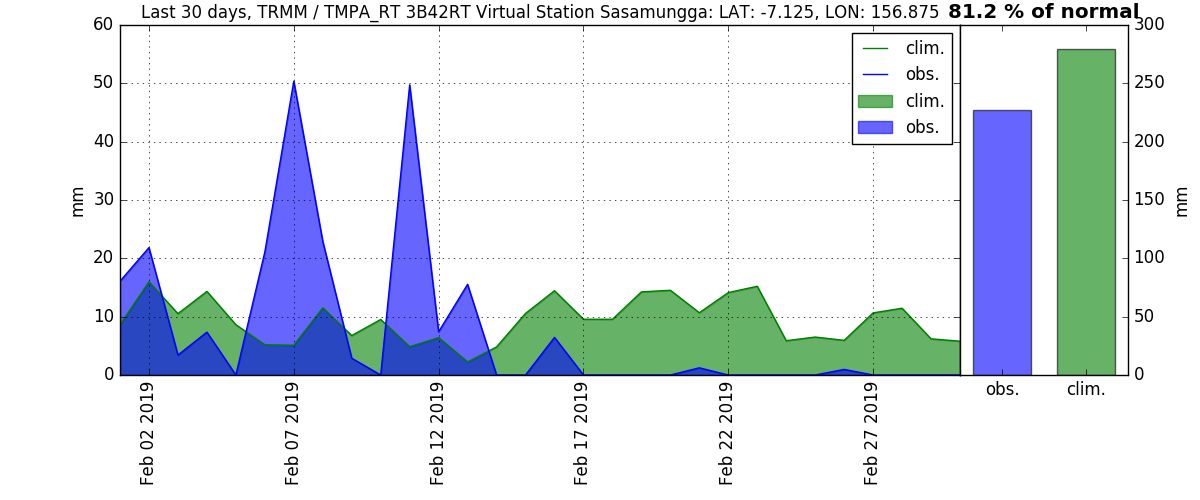 Last 30 days, TRMM / TMPA_RT 3B42RT Virtual Station Sasamungga: LAT: -7.125, LON: 156.875
81.2 % of normal
clim.
obs.
clim.
obs.
60
50
40
30
20
10
0
mm
Feb 02 2019
Feb 07 2019
Feb 12 2019
Feb 17 2019
Feb 22 2019
Feb 27 2019
300
250
200
150
100
50
0
mm
obs.
clim.